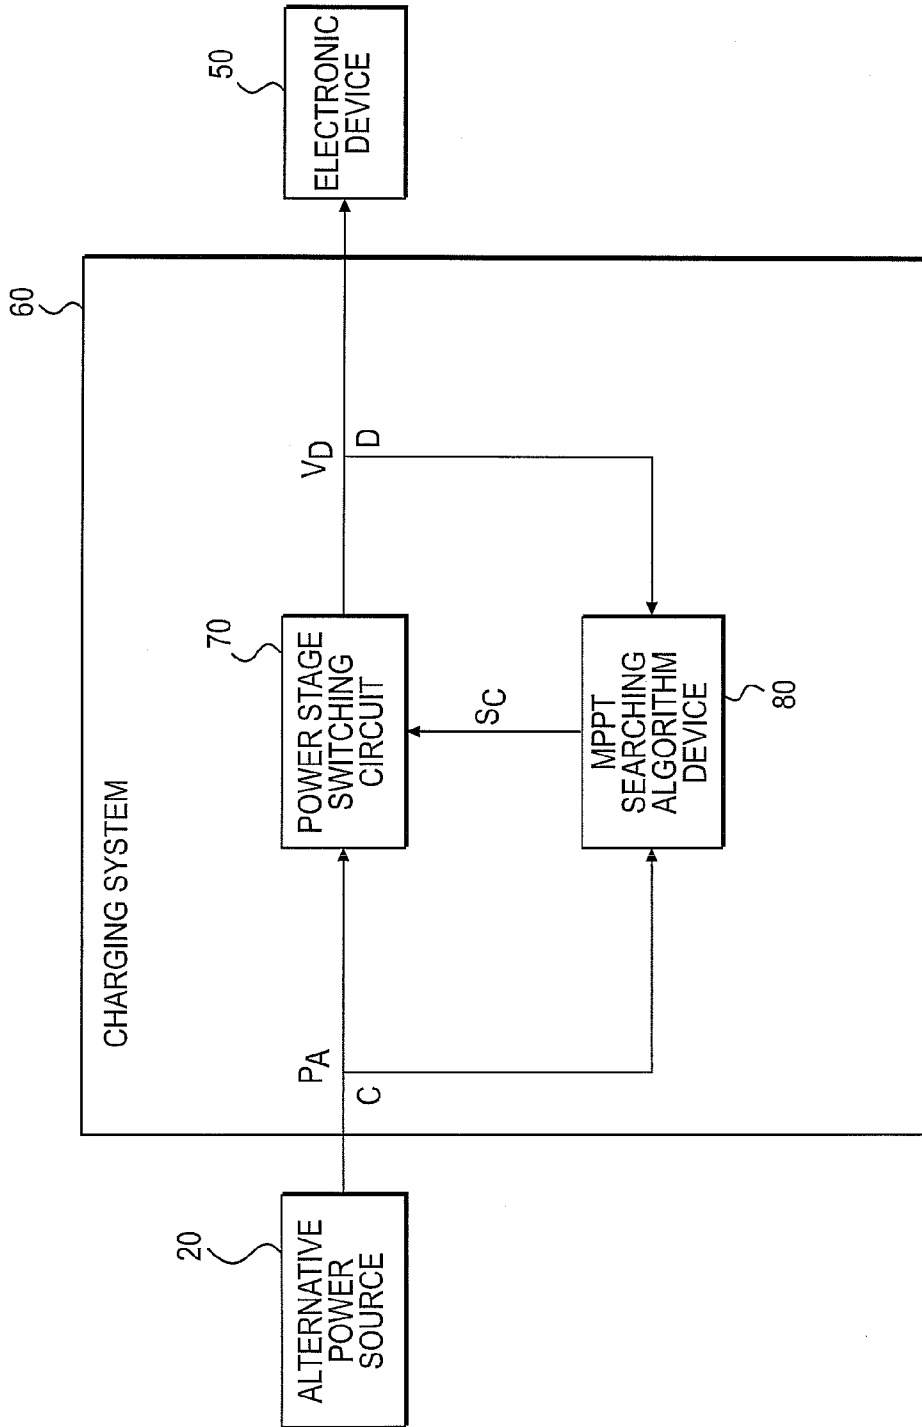 60
CHARGING SYSTEM
20
ALTERNATIVE
POWER
SOURCE
PA
C
70
POWER STAGE
SWITCHING
CIRCUIT
SC
MPPT
SEARCHING
ALGORITHM
DEVICE
80
VD
D
50
ELECTRONIC
DEVICE